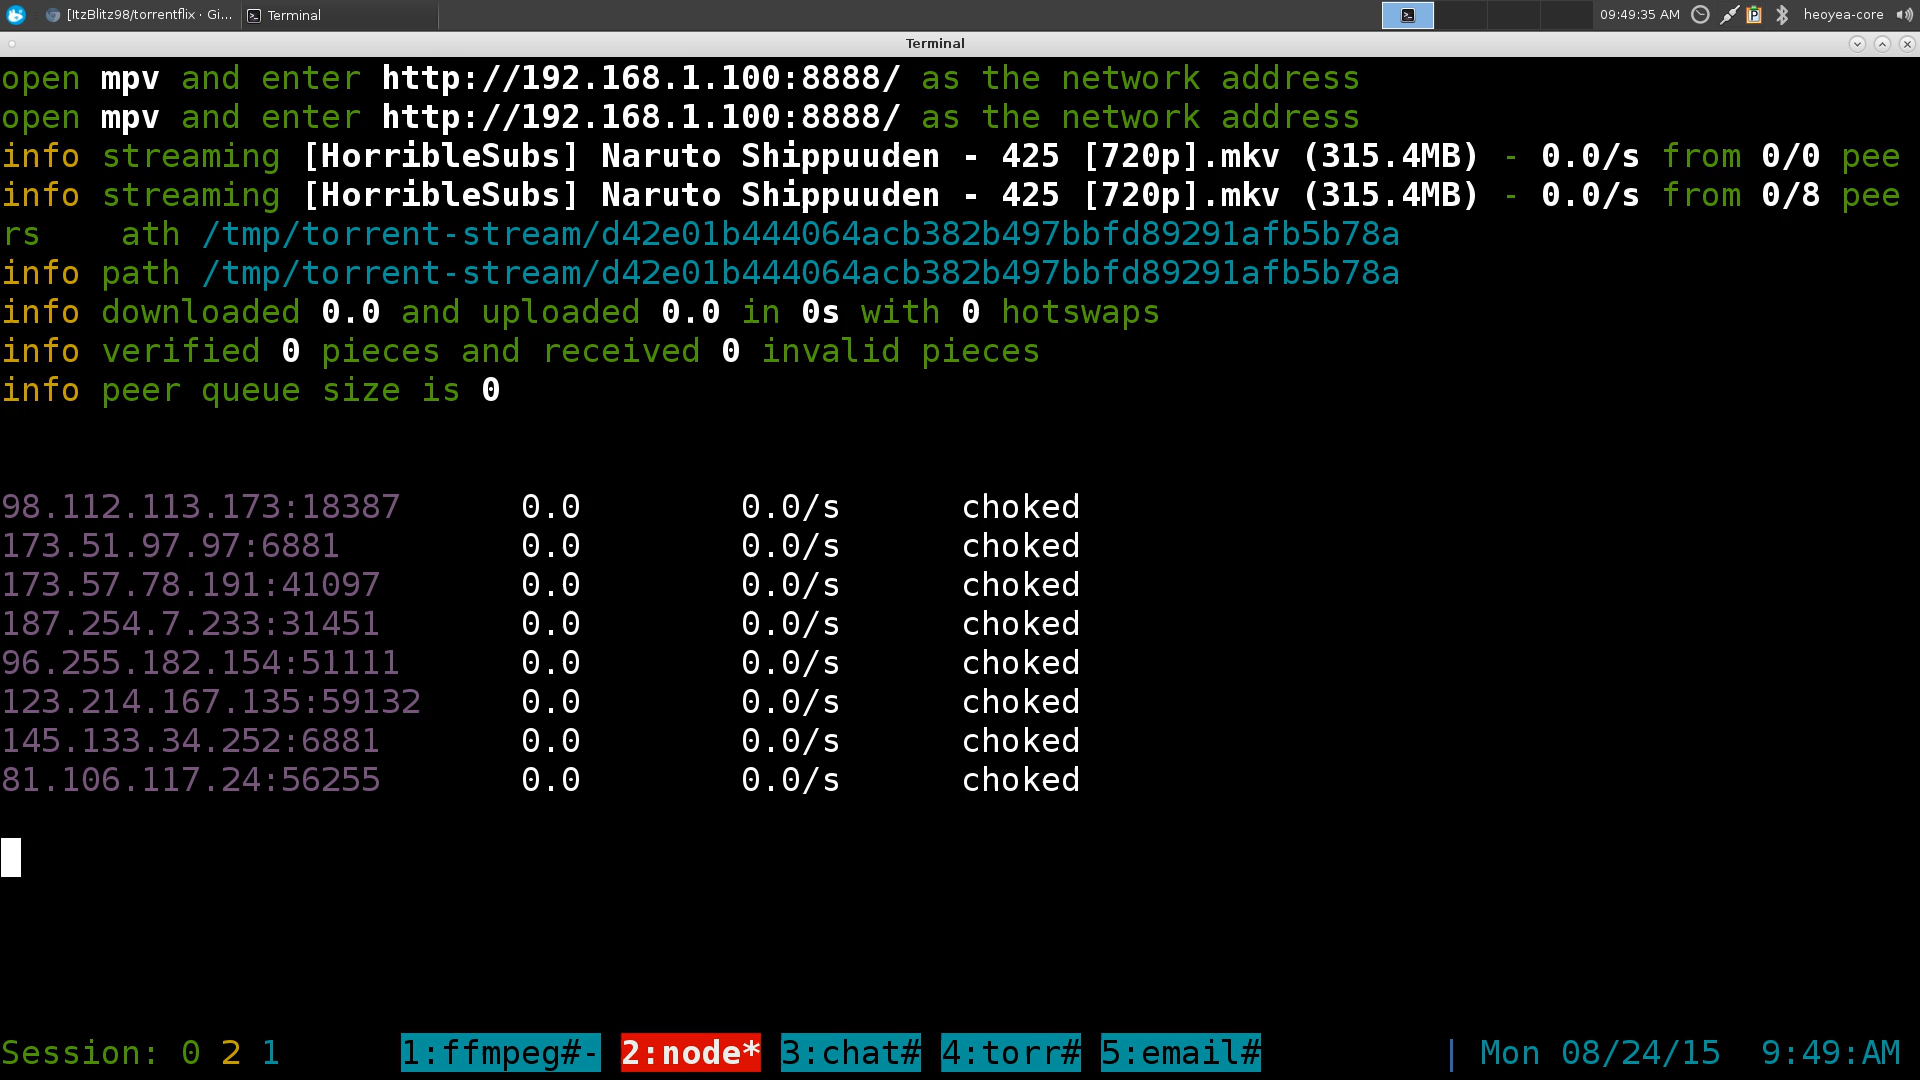 [ItzBlitz98/torrentflix · Gi... Terminal 09:49:35 AM heoyea-core
Terminal
open mpv and enter http://192.168.1.100:8888/ as the network address
open mpv and enter http://192.168.1.100:8888/ as the network address
info streaming [HorribleSubs] Naruto Shippuuden - 425 [720p].mkv (315.4MB) - 0.0/s from 0/0 pee
info streaming [HorribleSubs] Naruto Shippuuden - 425 [720p].mkv (315.4MB) - 0.0/s from 0/8 pee
rs ath /tmp/torrent-stream/d42e01b444064acb382b497bbfd89291afb5b78a
info path /tmp/torrent-stream/d42e01b444064acb382b497bbfd89291afb5b78a
info downloaded 0.0 and uploaded 0.0 in 0s with 0 hotswaps
info verified 0 pieces and received 0 invalid pieces
info peer queue size is 0
98.112.113.173:18387 0.0 0.0/s choked
173.51.97.97:6881 0.0 0.0/s choked
173.57.78.191:41097 0.0 0.0/s choked
187.254.7.233:31451 0.0 0.0/s choked
96.255.182.154:51111 0.0 0.0/s choked
123.214.167.135:59132 0.0 0.0/s choked
145.133.34.252:6881 0.0 0.0/s choked
81.106.117.24:56255 0.0 0.0/s choked
Session: 0 2 1 1:ffmpeg#- 2:node* 3:chat# 4:torr# 5:email# | Mon 08/24/15 9:49:AM